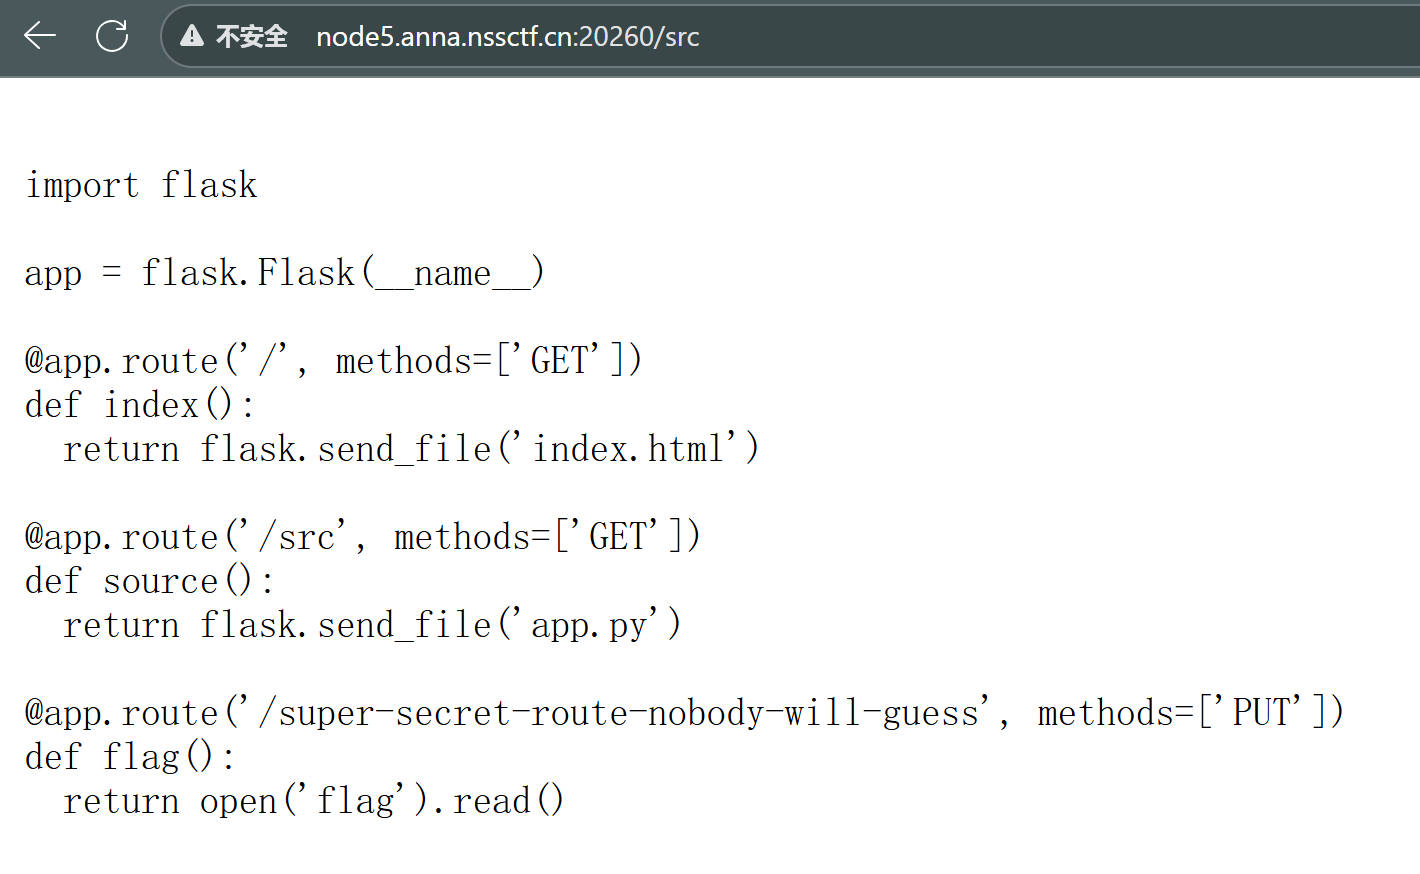 不安全 node5.anna.nssctf.cn:20260/src
import flask
app = flask.Flask(__name__)
@app.route('/', methods=['GET'])
def index():
  return flask.send_file('index.html')
@app.route('/src', methods=['GET'])
def source():
  return flask.send_file('app.py')
@app.route('/super-secret-route-nobody-will-guess', methods=['PUT'])
def flag():
  return open('flag').read()